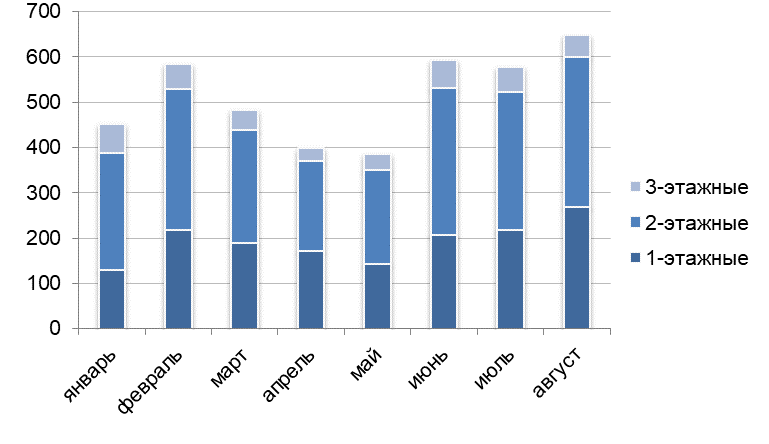 700
600
500
400
300
200
100
0
январь
февраль
март
апрель
май
июнь
июль
август
3-этажные
2-этажные
1-этажные